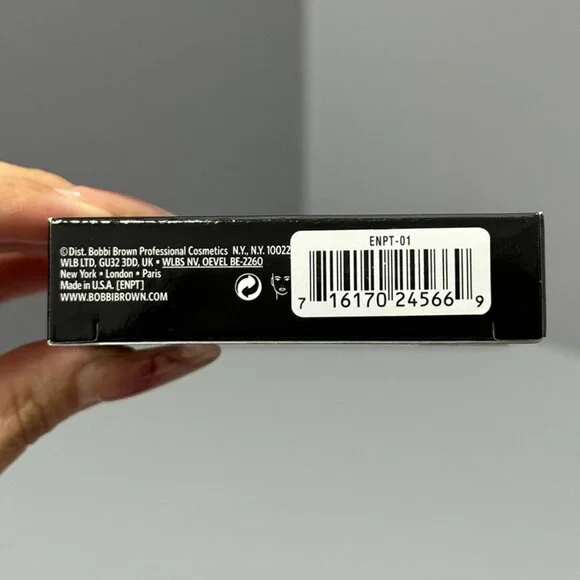 ©Dist. Bobbi Brown Professional Cosmetics N.Y., N.Y. 10022
WLB LTD, GU32 3DD, UK • WLBS NV, OEVEL BE-2260
New York • London • Paris
Made in U.S.A. [ENPT]
WWW.BOBBIBROWN.COM
ENPT-01
7 16170 24566 9